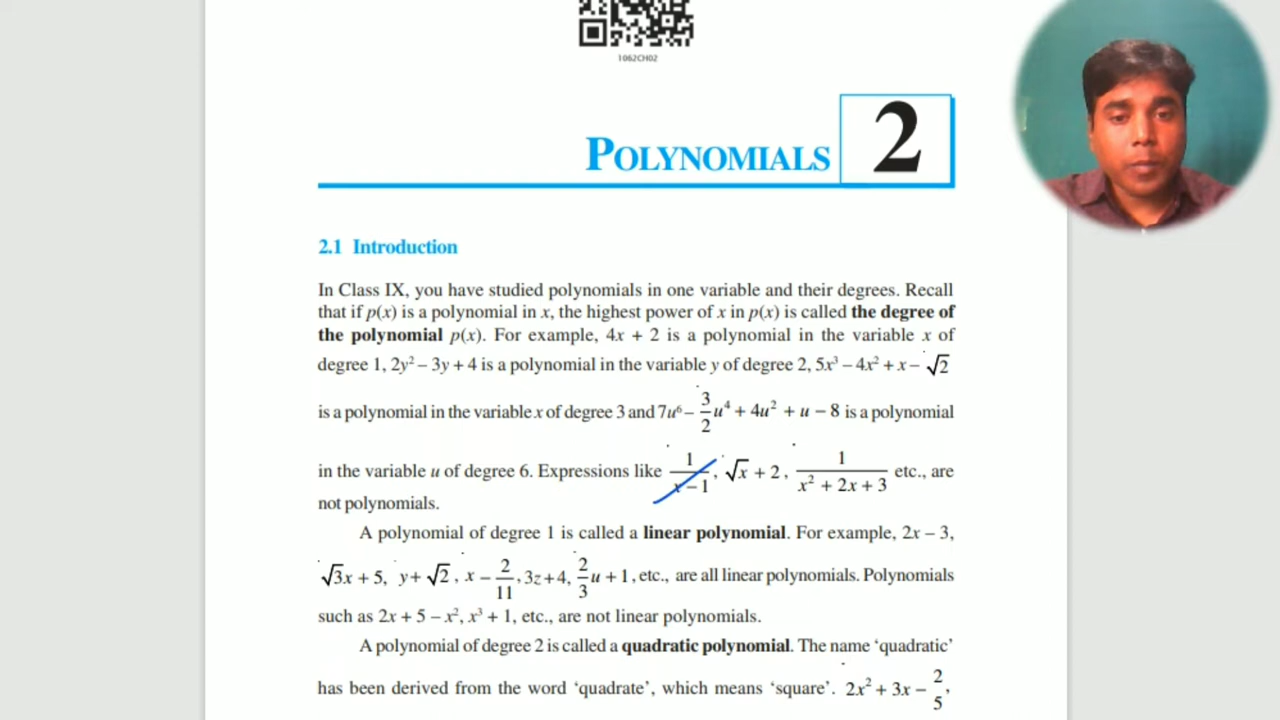 1062CH02
POLYNOMIALS 2
2.1 Introduction
In Class IX, you have studied polynomials in one variable and their degrees. Recall
that if p(x) is a polynomial in x, the highest power of x in p(x) is called the degree of
the polynomial p(x). For example, 4x + 2 is a polynomial in the variable x of
degree 1, 2y² – 3y + 4 is a polynomial in the variable y of degree 2, 5x³ – 4x² + x – √2
is a polynomial in the variable x of degree 3 and 7u⁶ – 3/2 u⁴ + 4u² + u – 8 is a polynomial
in the variable u of degree 6. Expressions like 1/(x – 1), √x + 2, 1/(x² + 2x + 3) etc., are
not polynomials.
A polynomial of degree 1 is called a linear polynomial. For example, 2x – 3,
√3x + 5, y + √2, x – 2/11, 3z + 4, 2/3 u + 1, etc., are all linear polynomials. Polynomials
such as 2x + 5 – x², x³ + 1, etc., are not linear polynomials.
A polynomial of degree 2 is called a quadratic polynomial. The name ‘quadratic’
has been derived from the word ‘quadrate’, which means ‘square’. 2x² + 3x – 2/5,